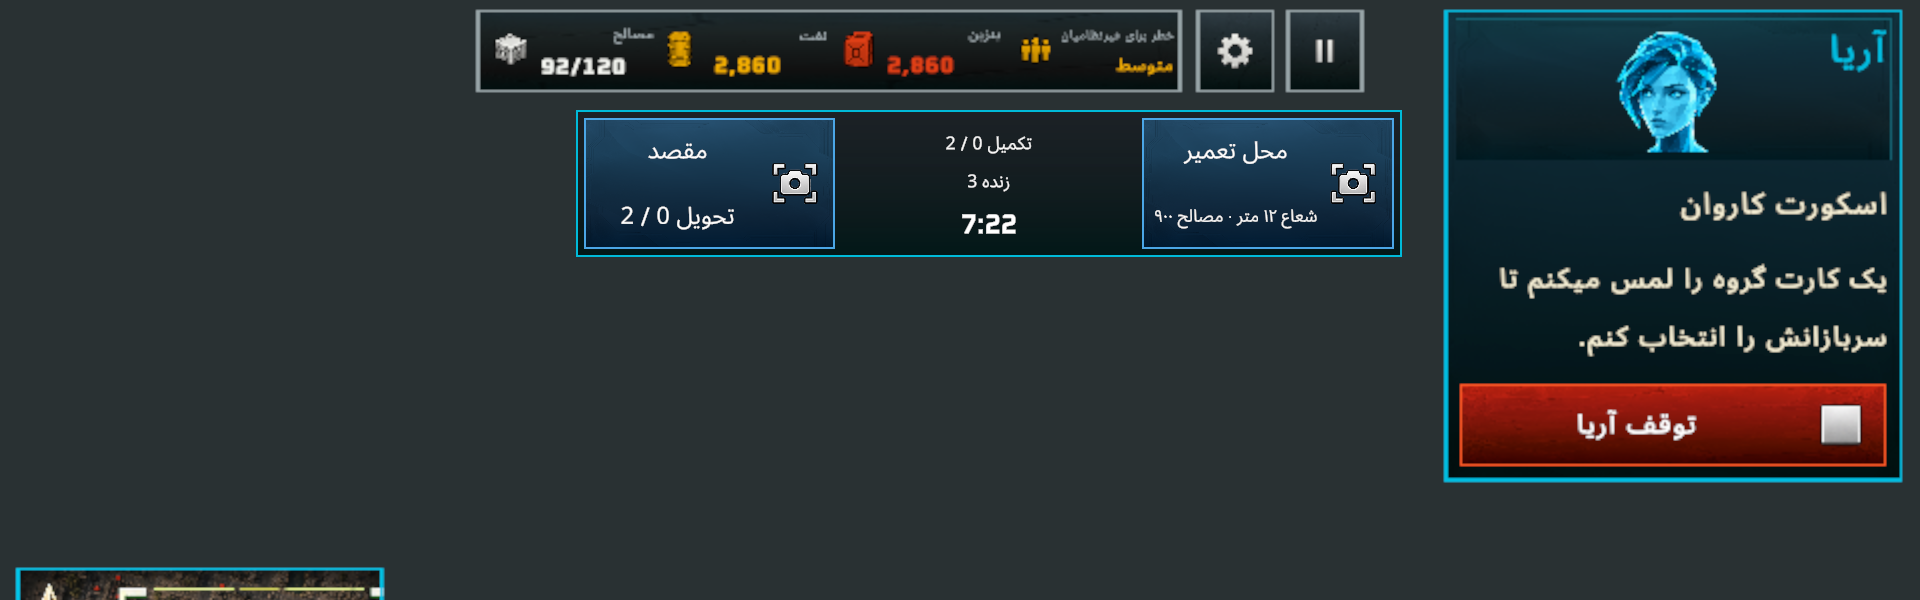 خطر برای غیرنظامیان
متوسط
بنزین
2,860
نفت
2,860
مصالح
92/120
محل تعمیر
شعاع ۱۲ متر · مصالح ۹۰۰
تکمیل 0 / 2
زنده 3
7:22
مقصد
تحویل 0 / 2
آریا
اسکورت کاروان
یک کارت گروه را لمس میکنم تا
سربازانش را انتخاب کنم.
توقف آریا